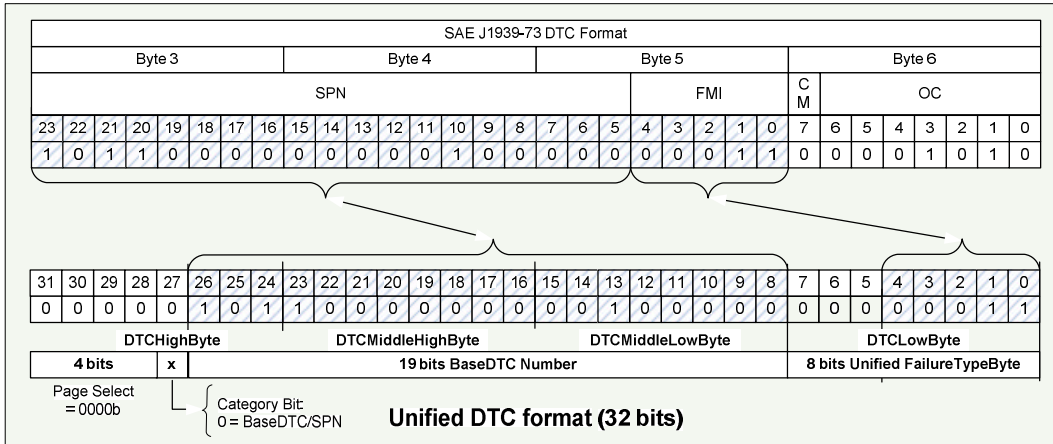 SAE J1939-73 DTC Format
Byte 3 Byte 4 Byte 5 Byte 6
SPN FMI C M OC
23 22 21 20 19 18 17 16 15 14 13 12 11 10 9 8 7 6 5 4 3 2 1 0 7 6 5 4 3 2 1 0
1 0 1 1 0 0 0 0 0 0 0 0 0 1 0 0 0 0 0 0 0 0 1 1 0 0 0 0 1 0 1 0
31 30 29 28 27 26 25 24 23 22 21 20 19 18 17 16 15 14 13 12 11 10 9 8 7 6 5 4 3 2 1 0
0 0 0 0 0 1 0 1 1 0 0 0 0 0 0 0 0 0 1 0 0 0 0 0 0 0 0 0 0 0 1 1
DTCHighByte DTCMiddleHighByte DTCMiddleLowByte DTCLowByte
4 bits x 19 bits BaseDTC Number 8 bits Unified FailureTypeByte
Page Select
= 0000b
Category Bit:
0 = BaseDTC/SPN
Unified DTC format (32 bits)